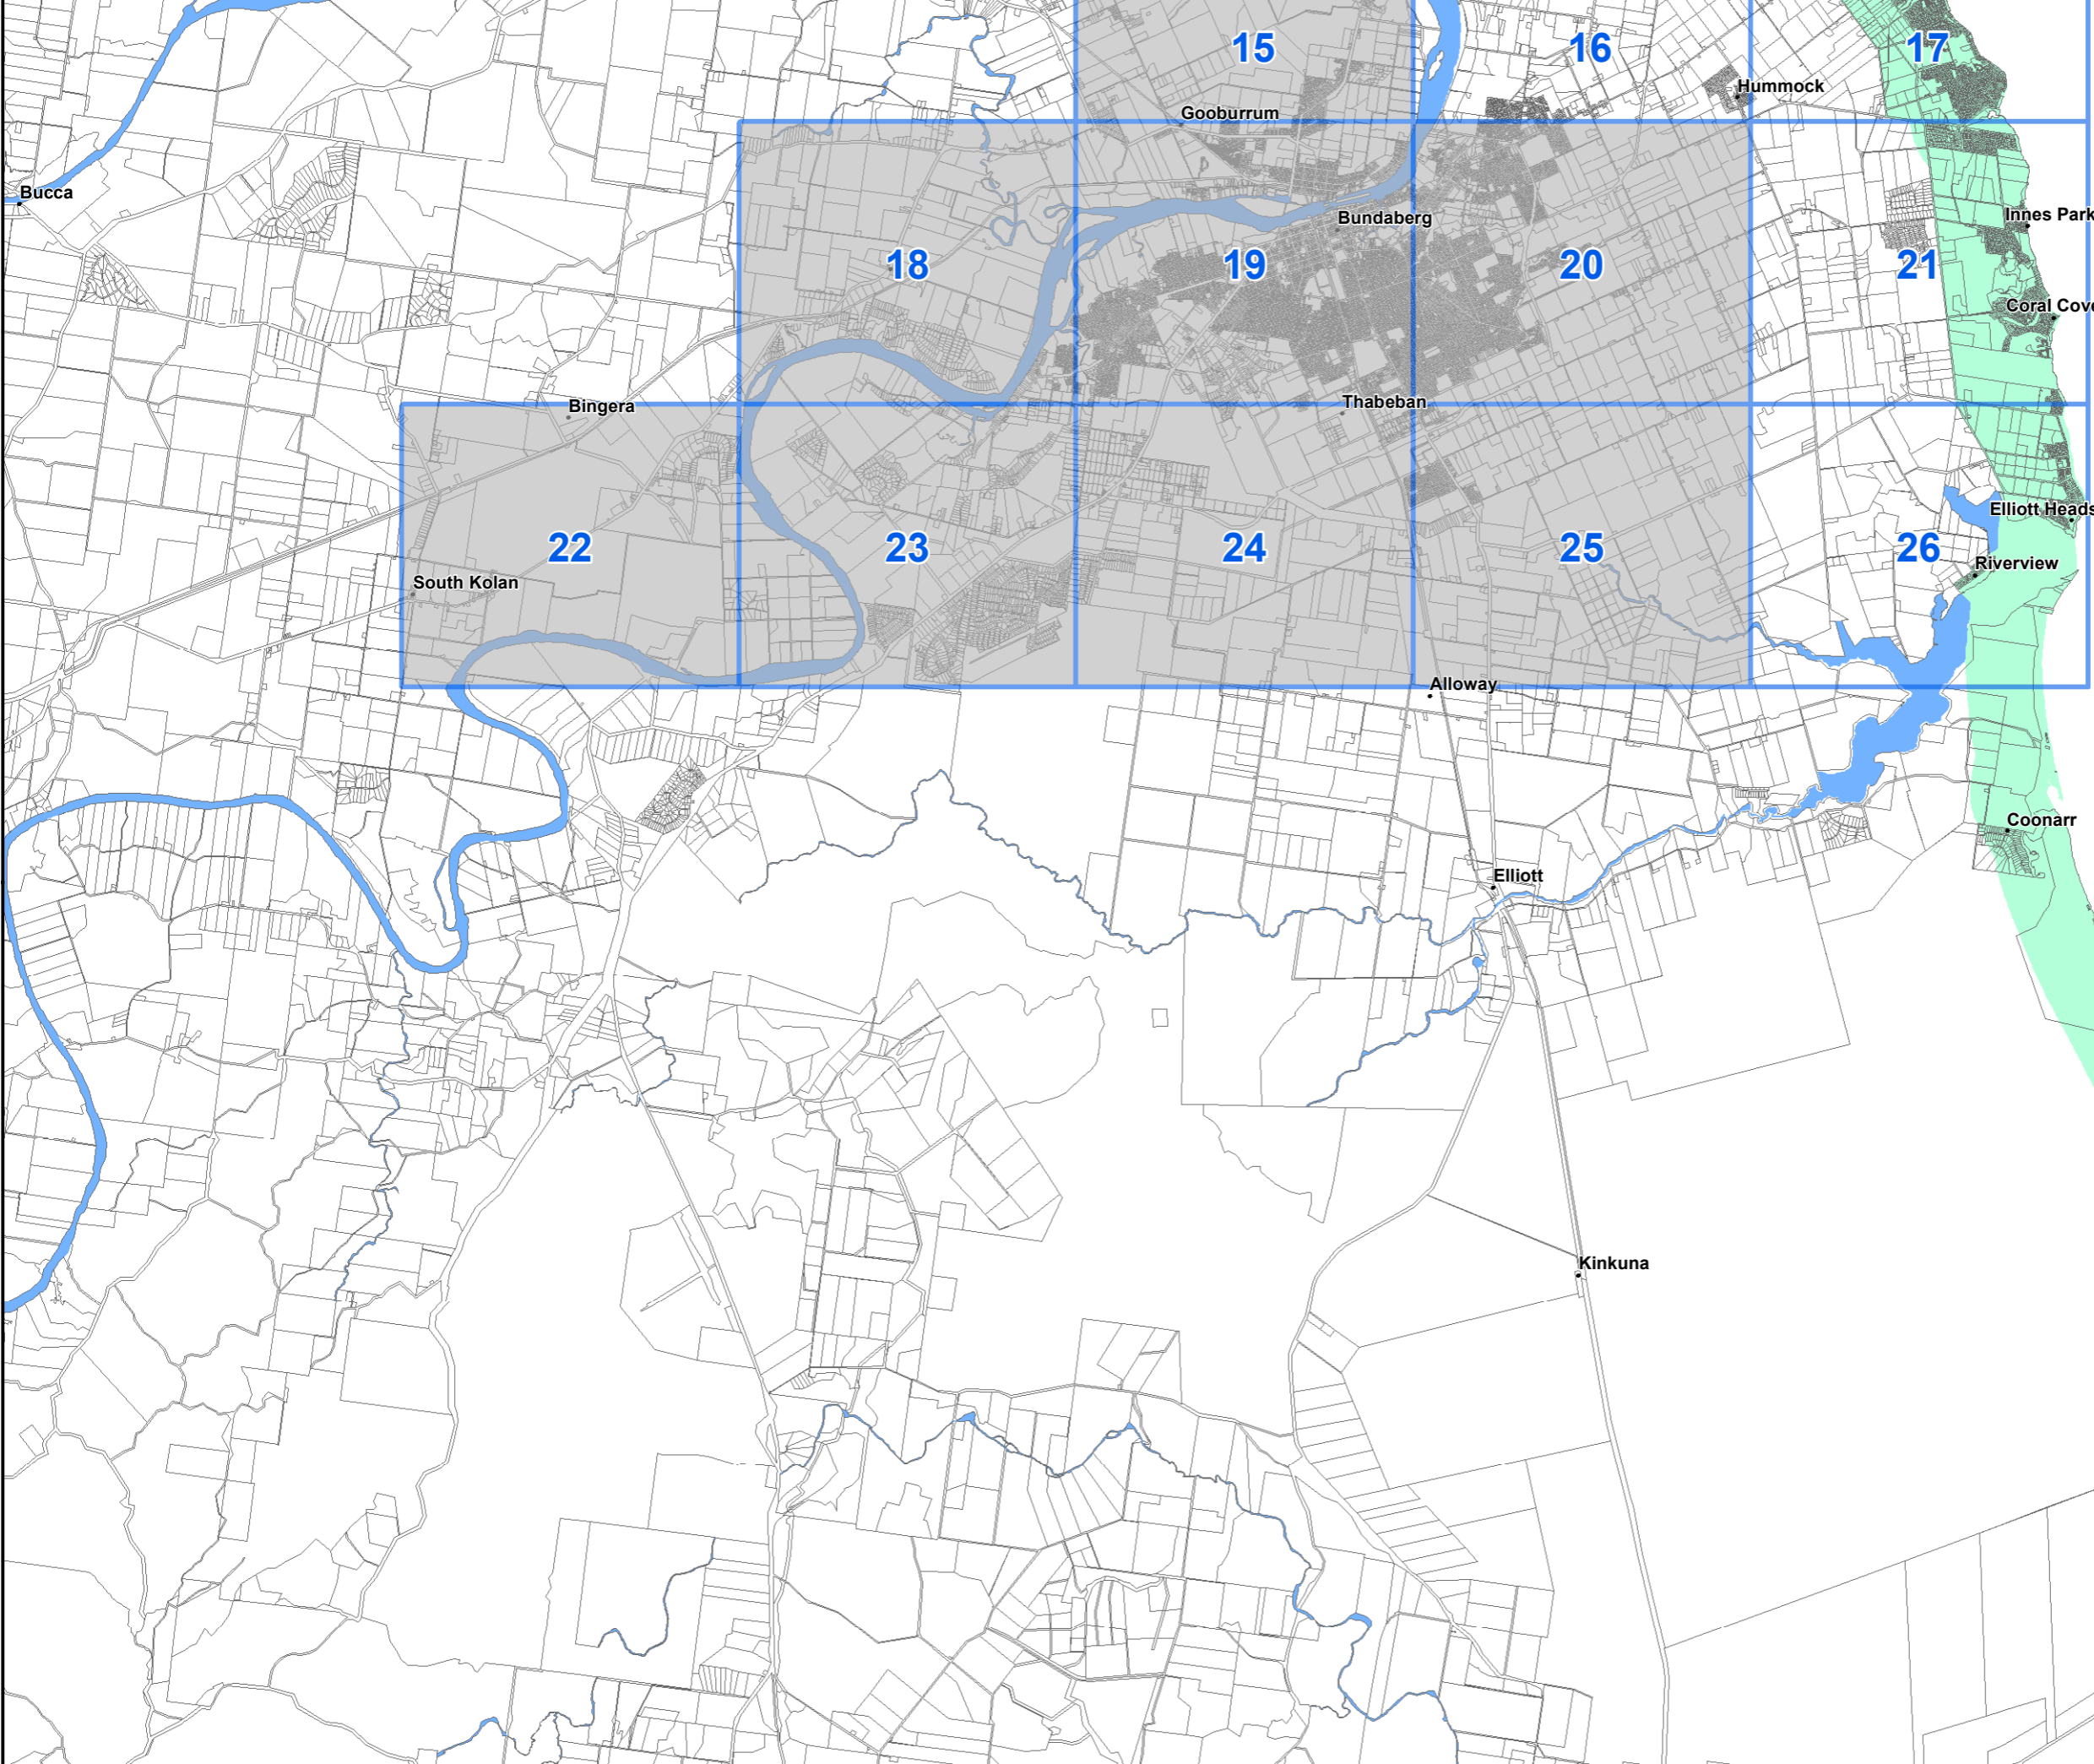 15
16
17
Hummock
Gooburrum
Bucca
Innes Park
Bundaberg
18
19
20
21
Coral Cove
Thabeban
Bingera
Elliott Heads
22
23
24
25
26
Riverview
South Kolan
Alloway
Coonarr
Elliott
Kinkuna